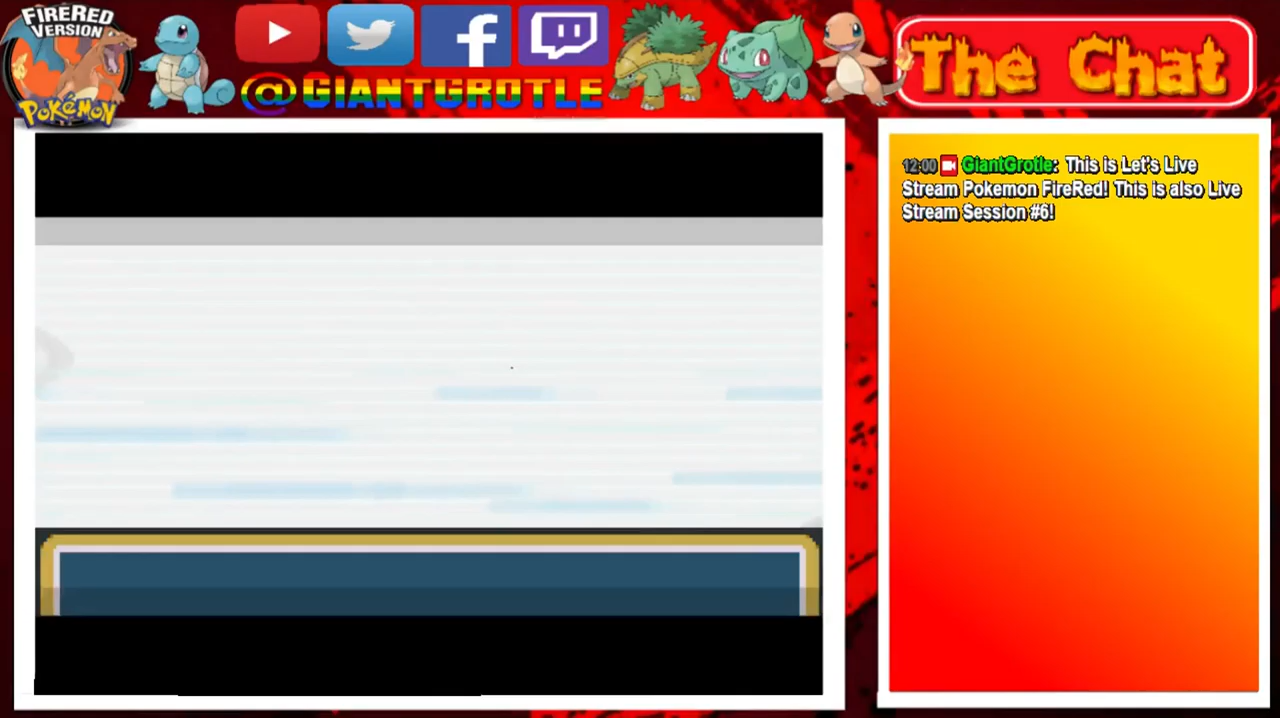 FIRERED
VERSION
POKéMON
@GIANTGROTLE
The Chat
12:00 GiantGrotle: This is Let's Live
Stream Pokemon FireRed! This is also Live
Stream Session #6!